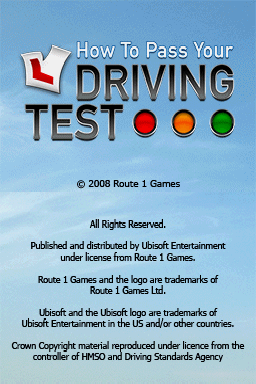 How To Pass Your
DRIVING
TEST
L
© 2008 Route 1 Games
All Rights Reserved.
Published and distributed by Ubisoft Entertainment
under license from Route 1 Games.
Route 1 Games and the logo are trademarks of
Route 1 Games Ltd.
Ubisoft and the Ubisoft logo are trademarks of
Ubisoft Entertainment in the US and/or other countries.
Crown Copyright material reproduced under licence from the
controller of HMSO and Driving Standards Agency